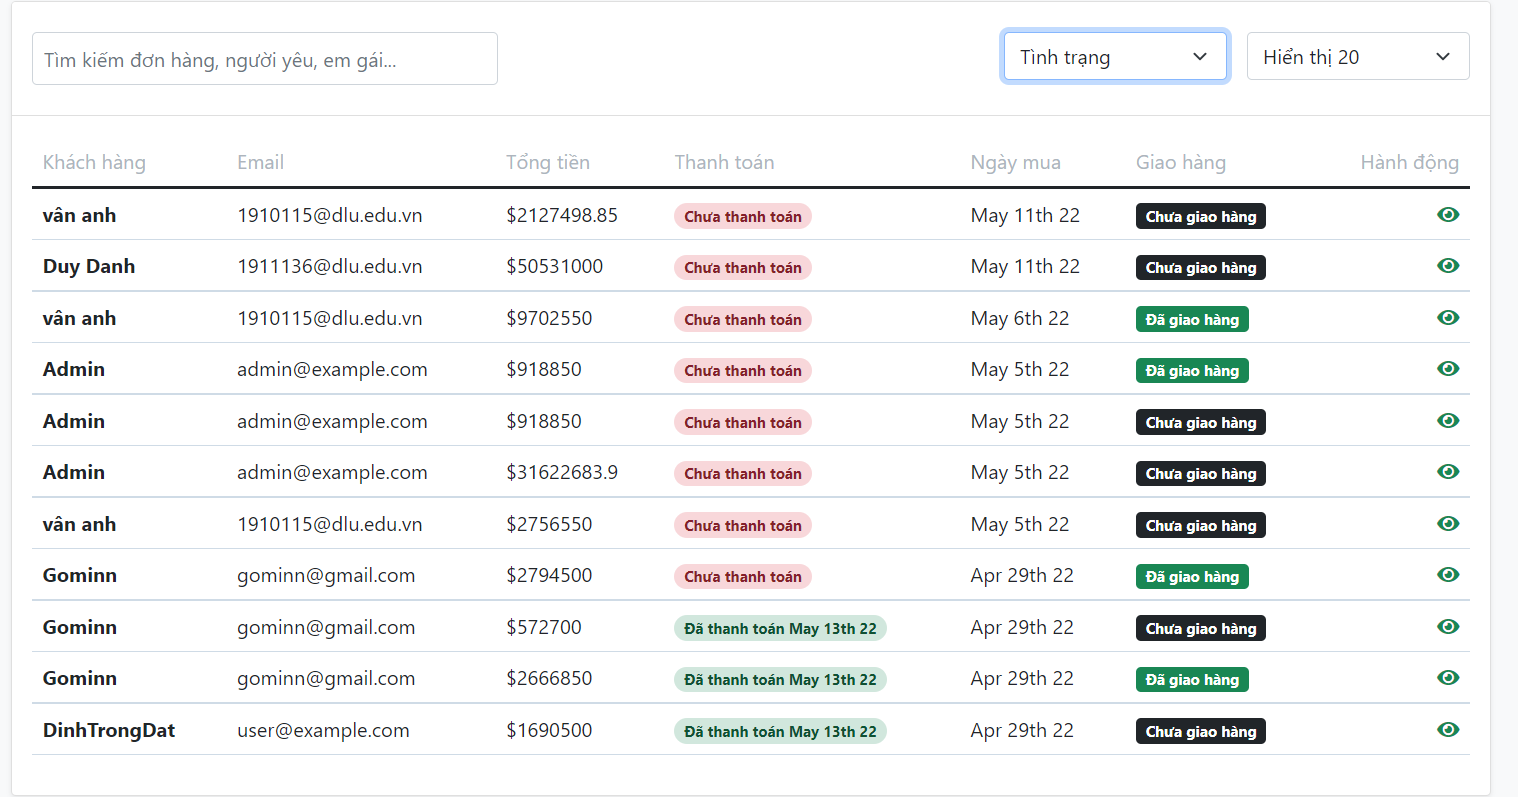 Tìm kiếm đơn hàng, người yêu, em gái... Tình trạng Hiển thị 20
Khách hàng Email Tổng tiền Thanh toán Ngày mua Giao hàng Hành động
vân anh 1910115@dlu.edu.vn $2127498.85 Chưa thanh toán May 11th 22 Chưa giao hàng
Duy Danh 1911136@dlu.edu.vn $50531000 Chưa thanh toán May 11th 22 Chưa giao hàng
vân anh 1910115@dlu.edu.vn $9702550 Chưa thanh toán May 6th 22 Đã giao hàng
Admin admin@example.com $918850 Chưa thanh toán May 5th 22 Đã giao hàng
Admin admin@example.com $918850 Chưa thanh toán May 5th 22 Chưa giao hàng
Admin admin@example.com $31622683.9 Chưa thanh toán May 5th 22 Chưa giao hàng
vân anh 1910115@dlu.edu.vn $2756550 Chưa thanh toán May 5th 22 Chưa giao hàng
Gominn gominn@gmail.com $2794500 Chưa thanh toán Apr 29th 22 Đã giao hàng
Gominn gominn@gmail.com $572700 Đã thanh toán May 13th 22 Apr 29th 22 Chưa giao hàng
Gominn gominn@gmail.com $2666850 Đã thanh toán May 13th 22 Apr 29th 22 Đã giao hàng
DinhTrongDat user@example.com $1690500 Đã thanh toán May 13th 22 Apr 29th 22 Chưa giao hàng